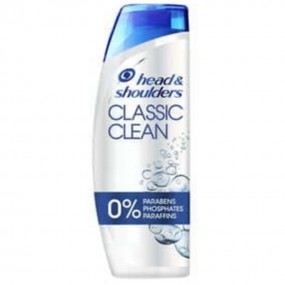 head&
shoulders
CLASSIC
CLEAN
0% PARABENS
PHOSPHATES
PARAFFINS